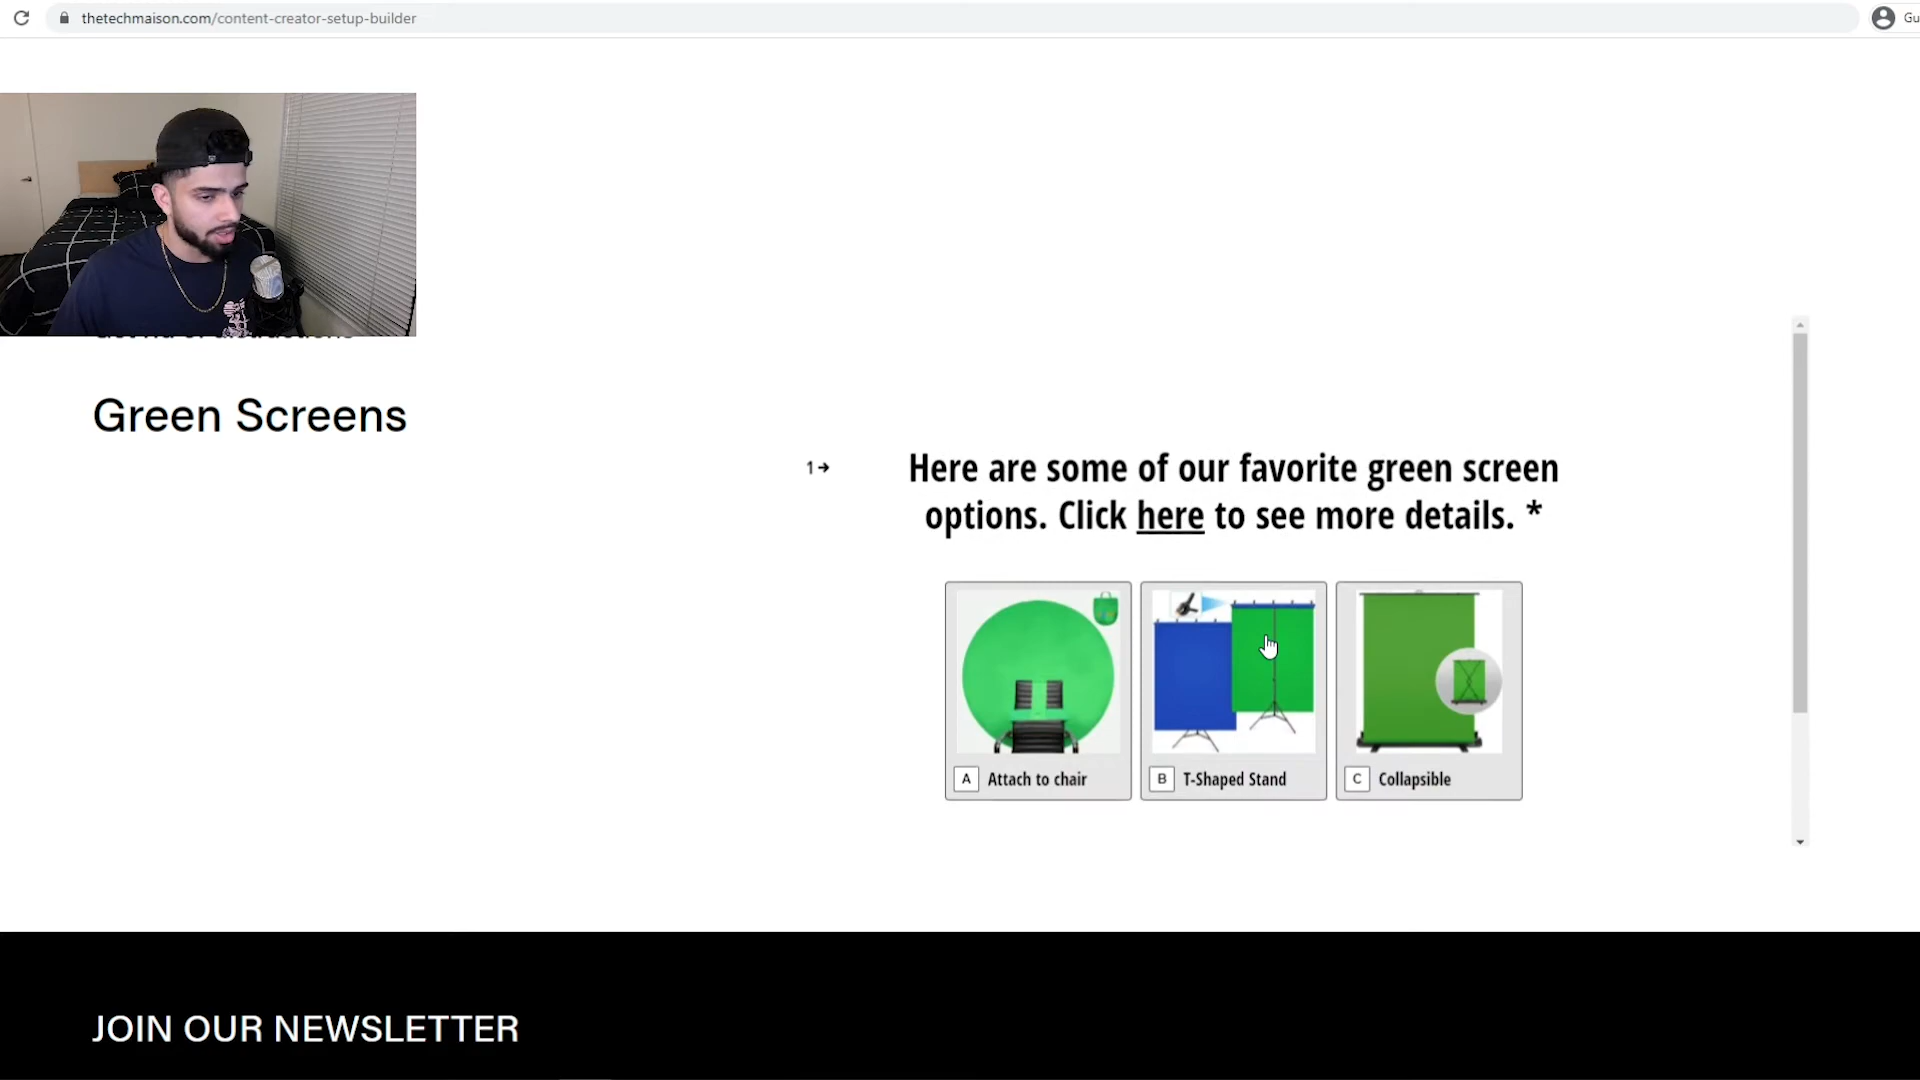 thetechmaison.com/content-creator-setup-builder
Gu
Green Screens
1→
Here are some of our favorite green screen
options. Click here to see more details. *
A Attach to chair
B T-Shaped Stand
C Collapsible
JOIN OUR NEWSLETTER